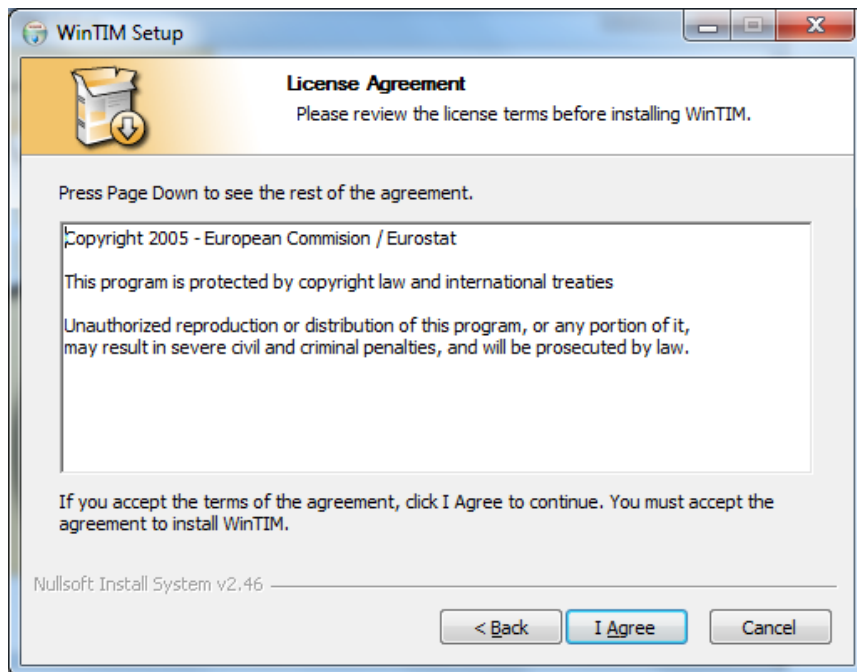 WinTIM Setup
License Agreement
Please review the license terms before installing WinTIM.
Press Page Down to see the rest of the agreement.
Copyright 2005 - European Commision / Eurostat
This program is protected by copyright law and international treaties
Unauthorized reproduction or distribution of this program, or any portion of it,
may result in severe civil and criminal penalties, and will be prosecuted by law.
If you accept the terms of the agreement, click I Agree to continue. You must accept the
agreement to install WinTIM.
Nullsoft Install System v2.46
< Back I Agree Cancel